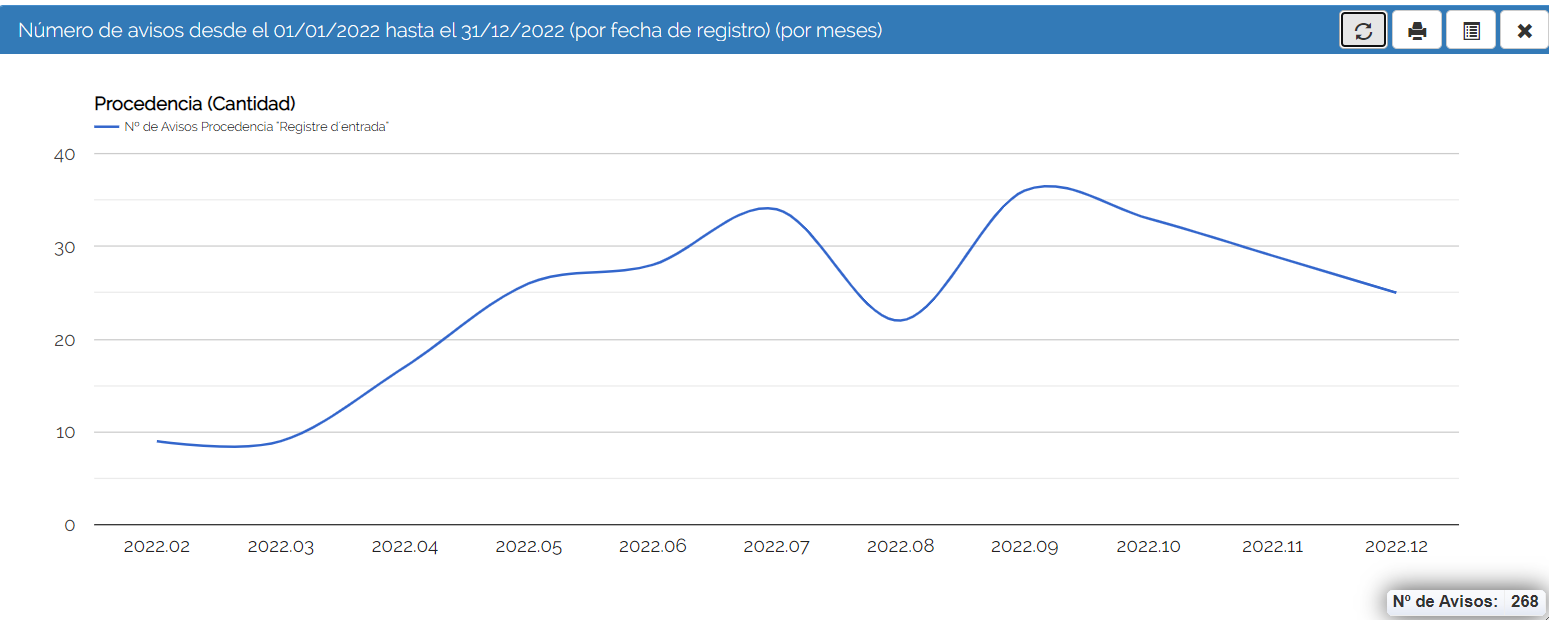 Número de avisos desde el 01/01/2022 hasta el 31/12/2022 (por fecha de registro) (por meses)
Procedencia (Cantidad)
Nº de Avisos Procedencia "Registre d´entrada"
40
30
20
10
0
2022.02 2022.03 2022.04 2022.05 2022.06 2022.07 2022.08 2022.09 2022.10 2022.11 2022.12
Nº de Avisos: 268